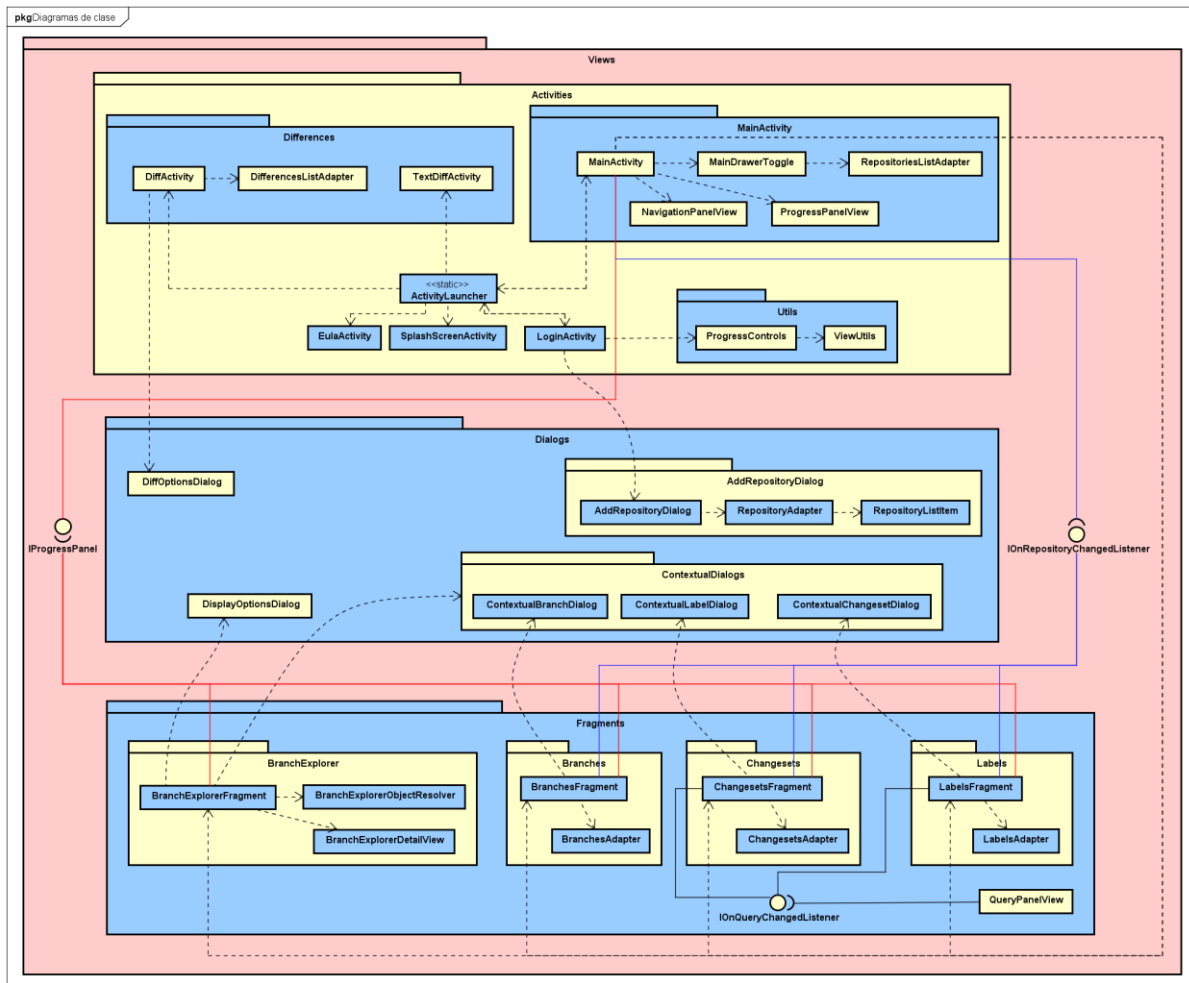 pkg Diagramas de clase
Views
Activities
Differences
DiffActivity
DifferencesListAdapter
TextDiffActivity
MainActivity
MainActivity
MainDrawerToggle
RepositoriesListAdapter
NavigationPanelView
ProgressPanelView
<<static>>
ActivityLauncher
EulaActivity
SplashScreenActivity
LoginActivity
Utils
ProgressControls
ViewUtils
Dialogs
DiffOptionsDialog
AddRepositoryDialog
AddRepositoryDialog
RepositoryAdapter
RepositoryListItem
IProgressPanel
IOnRepositoryChangedListener
ContextualDialogs
DisplayOptionsDialog
ContextualBranchDialog
ContextualLabelDialog
ContextualChangesetDialog
Fragments
BranchExplorer
BranchExplorerFragment
BranchExplorerObjectResolver
BranchExplorerDetailView
Branches
BranchesFragment
BranchesAdapter
Changesets
ChangesetsFragment
ChangesetsAdapter
Labels
LabelsFragment
LabelsAdapter
IOnQueryChangedListener
QueryPanelView